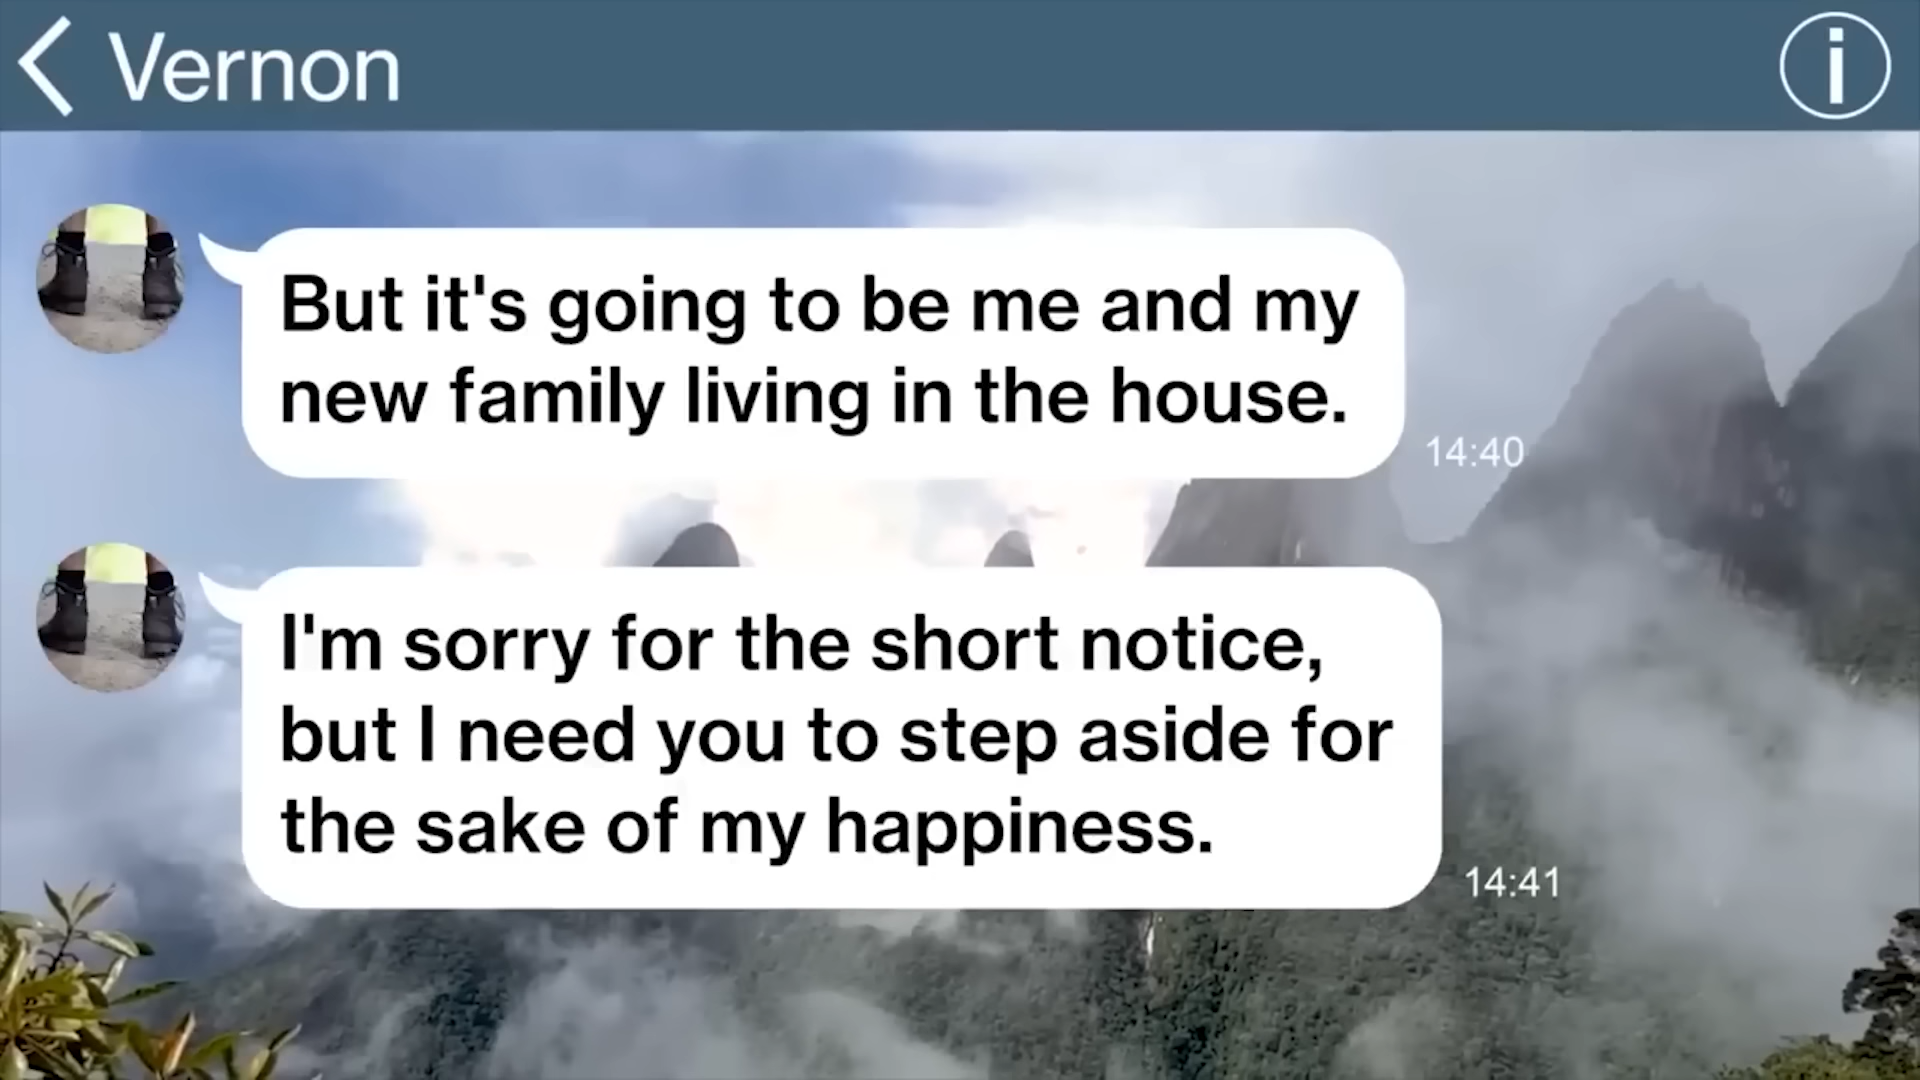 Vernon
But it's going to be me and my
new family living in the house.
14:40
I'm sorry for the short notice,
but I need you to step aside for
the sake of my happiness.
14:41